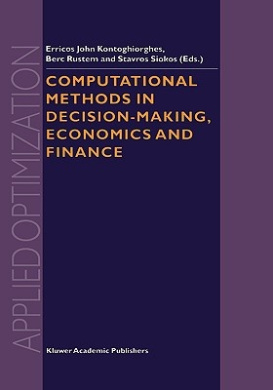 APPLIED OPTIMIZATION
Erricos John Kontoghiorghes,
Berc Rustem and Stavros Siokos (Eds.)
COMPUTATIONAL
METHODS IN
DECISION-MAKING,
ECONOMICS AND
FINANCE
Kluwer Academic Publishers